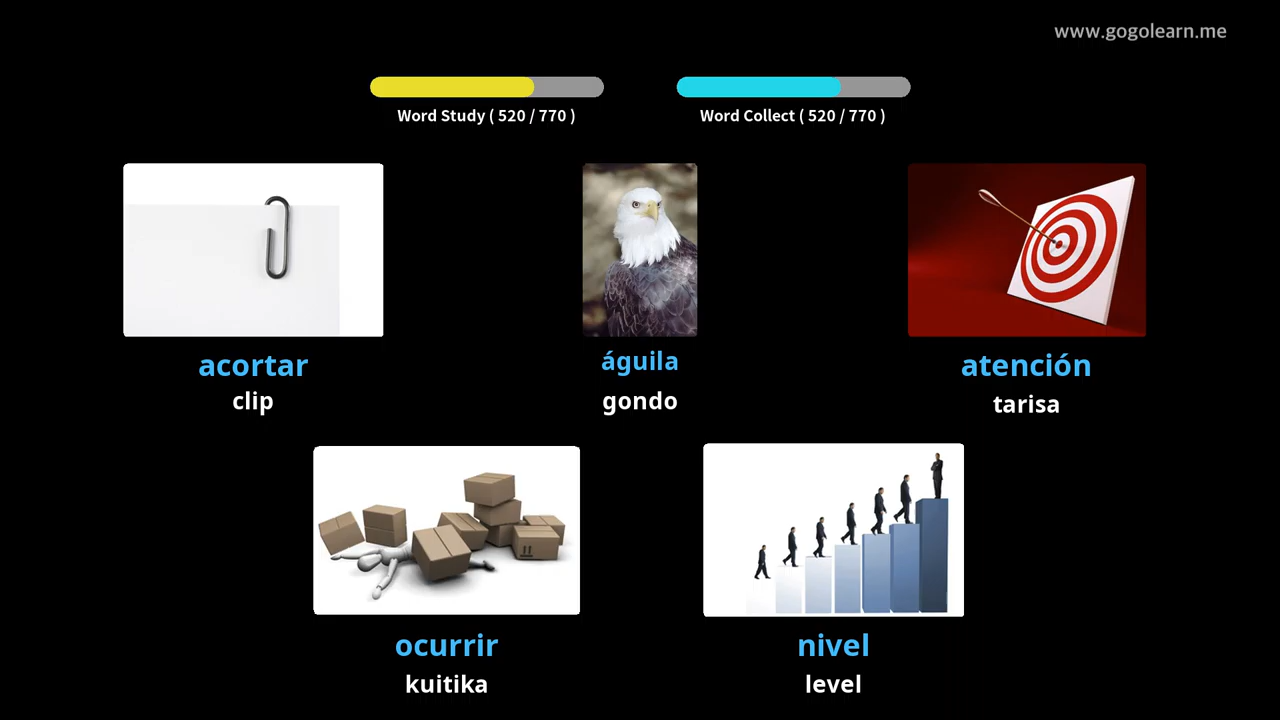 www.gogolearn.me
Word Study ( 520 / 770 )
Word Collect ( 520 / 770 )
acortar
clip
águila
gondo
atención
tarisa
ocurrir
kuitika
nivel
level